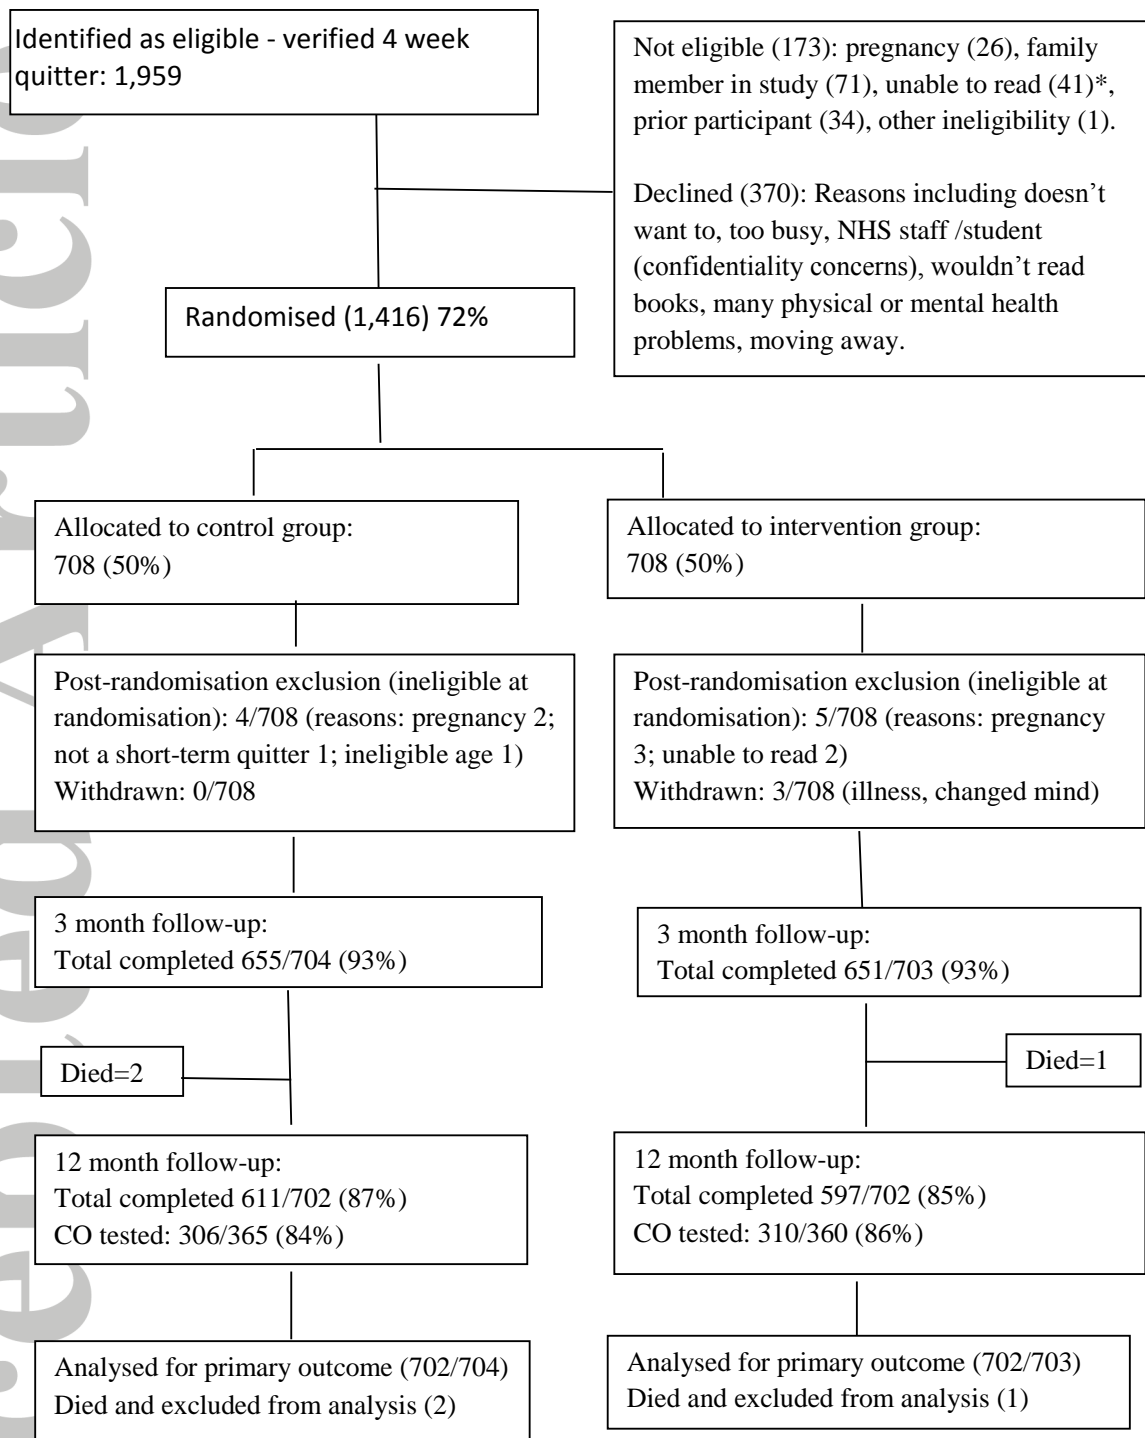 Identified as eligible - verified 4 week
quitter: 1,959
Not eligible (173): pregnancy (26), family
member in study (71), unable to read (41)*,
prior participant (34), other ineligibility (1).
Declined (370): Reasons including doesn’t
want to, too busy, NHS staff /student
(confidentiality concerns), wouldn’t read
books, many physical or mental health
problems, moving away.
Randomised (1,416) 72%
Allocated to control group:
708 (50%)
Allocated to intervention group:
708 (50%)
Post-randomisation exclusion (ineligible at
randomisation): 4/708 (reasons: pregnancy 2;
not a short-term quitter 1; ineligible age 1)
Withdrawn: 0/708
Post-randomisation exclusion (ineligible at
randomisation): 5/708 (reasons: pregnancy
3; unable to read 2)
Withdrawn: 3/708 (illness, changed mind)
3 month follow-up:
Total completed 655/704 (93%)
3 month follow-up:
Total completed 651/703 (93%)
Died=2
Died=1
12 month follow-up:
Total completed 611/702 (87%)
CO tested: 306/365 (84%)
12 month follow-up:
Total completed 597/702 (85%)
CO tested: 310/360 (86%)
Analysed for primary outcome (702/704)
Died and excluded from analysis (2)
Analysed for primary outcome (702/703)
Died and excluded from analysis (1)